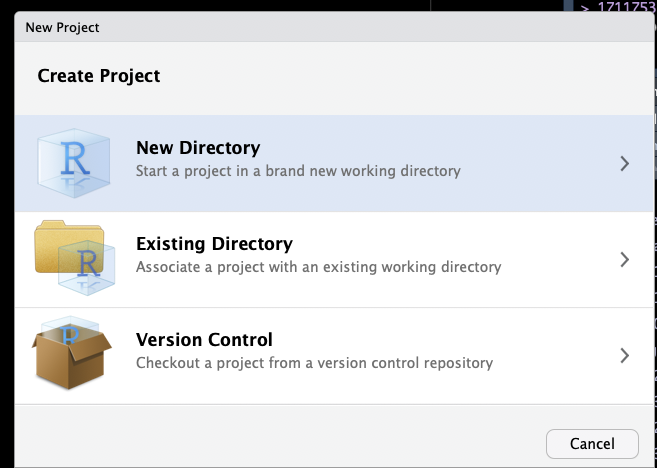 > 1711753
New Project
Create Project
New Directory
Start a project in a brand new working directory
Existing Directory
Associate a project with an existing working directory
Version Control
Checkout a project from a version control repository
Cancel